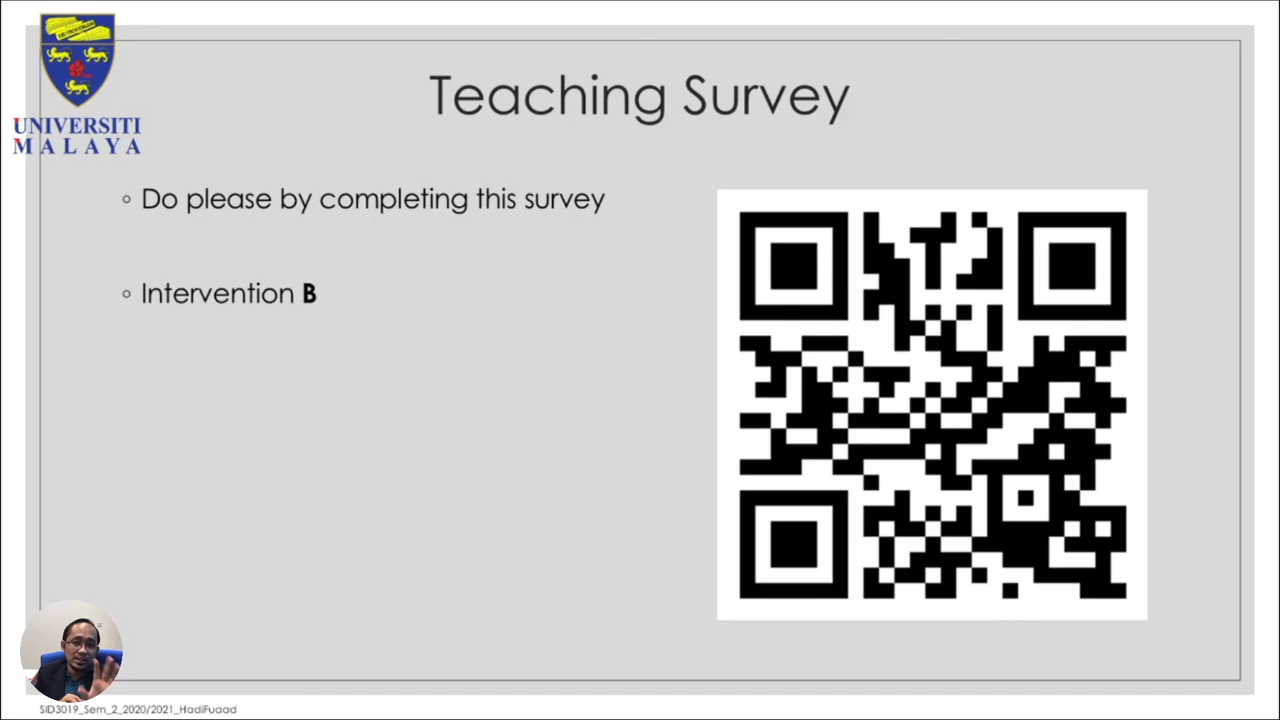 UNIVERSITI
MALAYA
Teaching Survey
Do please by completing this survey
Intervention B
SID3019_Sem_2_2020/2021_HadiFuaad